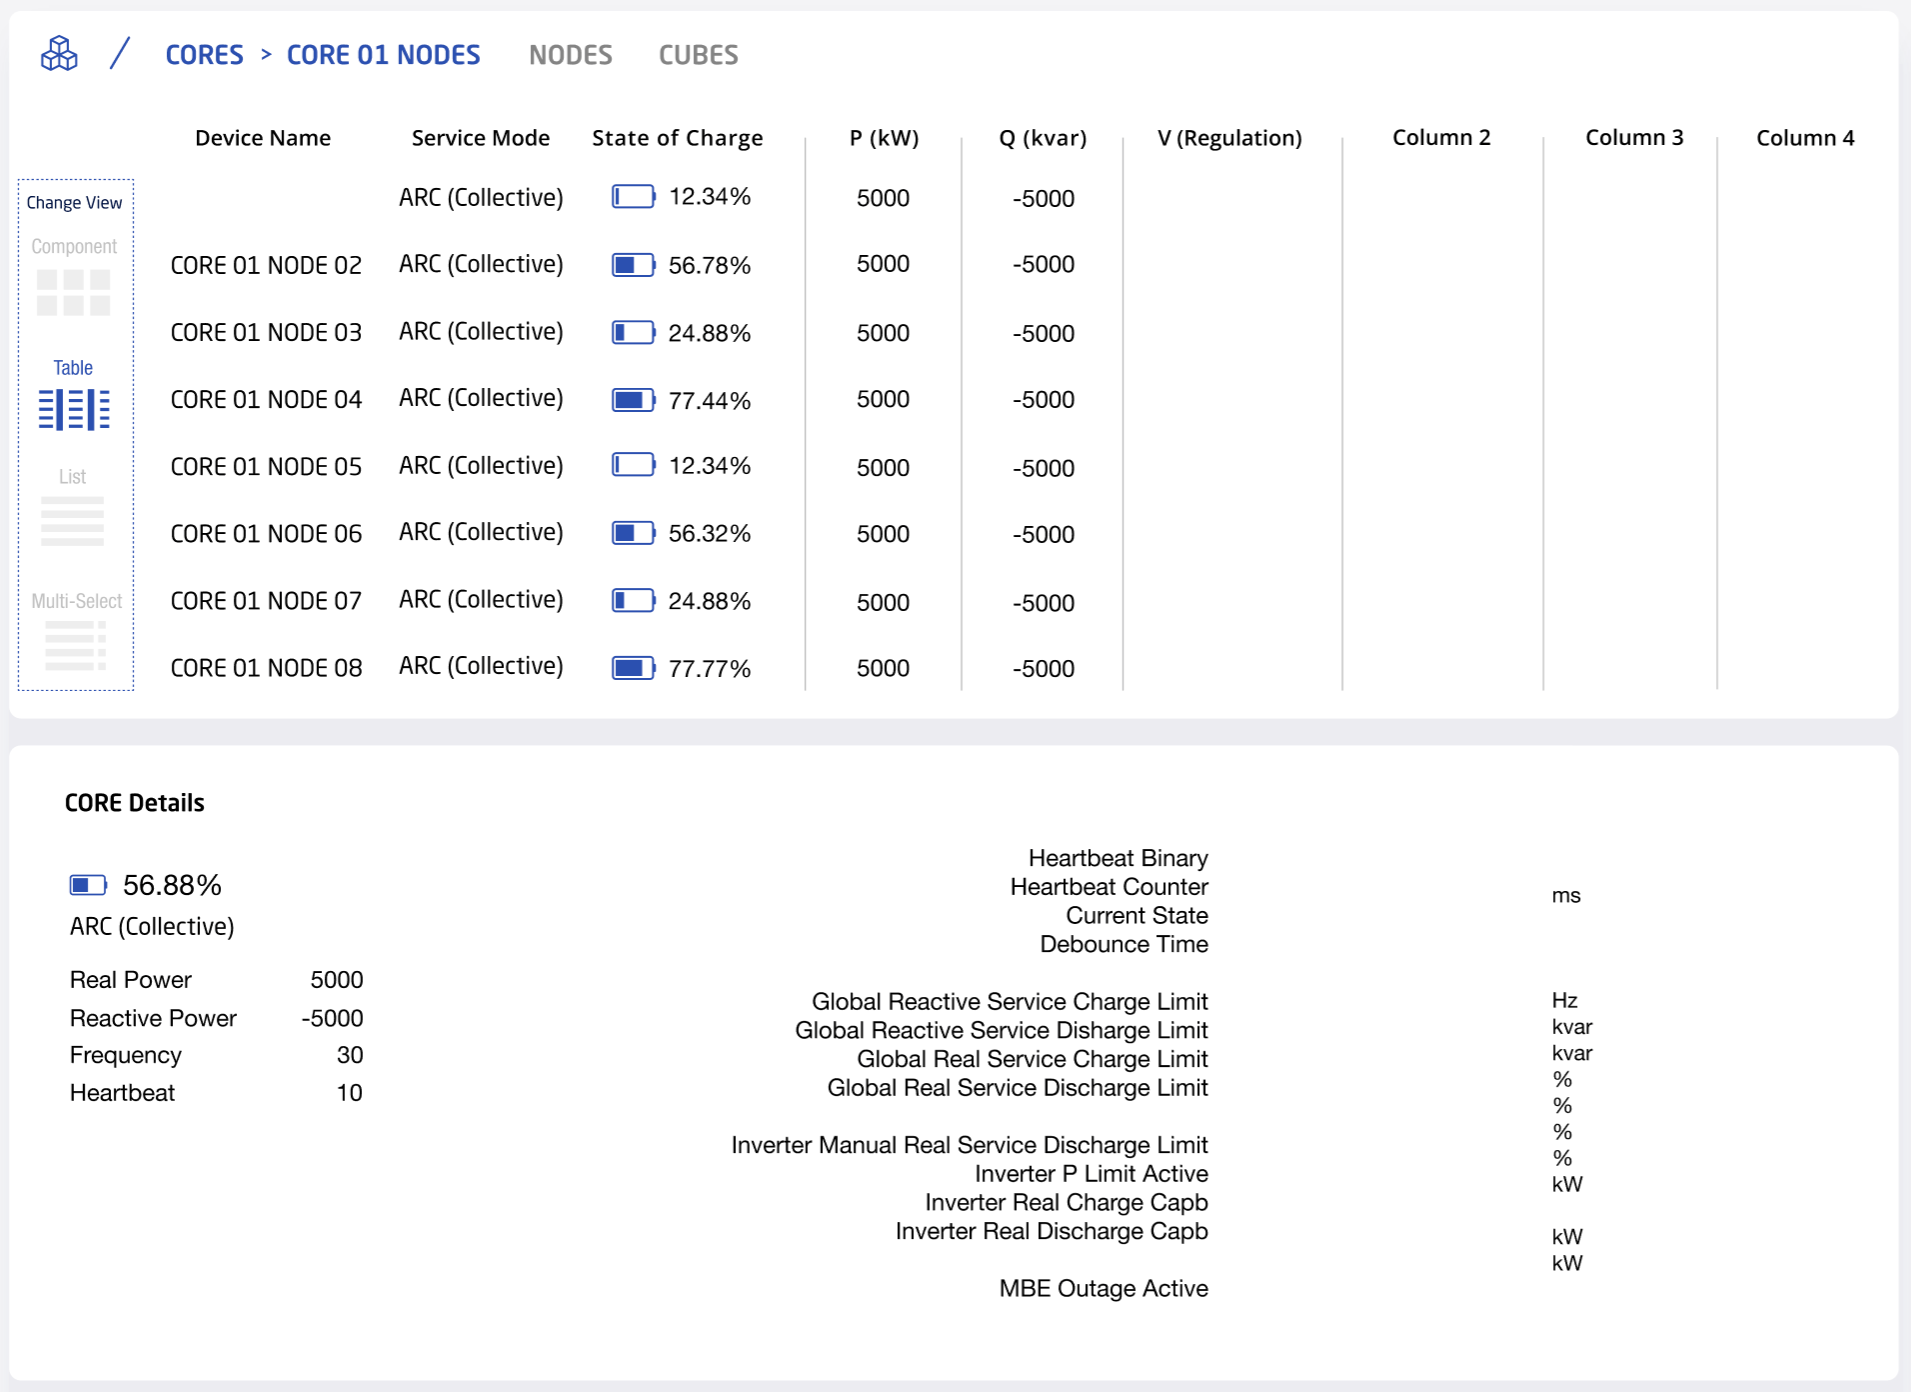 / CORES > CORE 01 NODES NODES CUBES
Device Name Service Mode State of Charge P (kW) Q (kvar) V (Regulation) Column 2 Column 3 Column 4
Change View
Component
Table
List
Multi-Select
ARC (Collective) 12.34% 5000 -5000
CORE 01 NODE 02 ARC (Collective) 56.78% 5000 -5000
CORE 01 NODE 03 ARC (Collective) 24.88% 5000 -5000
CORE 01 NODE 04 ARC (Collective) 77.44% 5000 -5000
CORE 01 NODE 05 ARC (Collective) 12.34% 5000 -5000
CORE 01 NODE 06 ARC (Collective) 56.32% 5000 -5000
CORE 01 NODE 07 ARC (Collective) 24.88% 5000 -5000
CORE 01 NODE 08 ARC (Collective) 77.77% 5000 -5000
CORE Details
56.88%
ARC (Collective)
Real Power 5000
Reactive Power -5000
Frequency 30
Heartbeat 10
Heartbeat Binary
Heartbeat Counter
Current State
Debounce Time
Global Reactive Service Charge Limit
Global Reactive Service Disharge Limit
Global Real Service Charge Limit
Global Real Service Discharge Limit
Inverter Manual Real Service Discharge Limit
Inverter P Limit Active
Inverter Real Charge Capb
Inverter Real Discharge Capb
MBE Outage Active
ms
Hz
kvar
kvar
%
%
%
%
kW
kW
kW